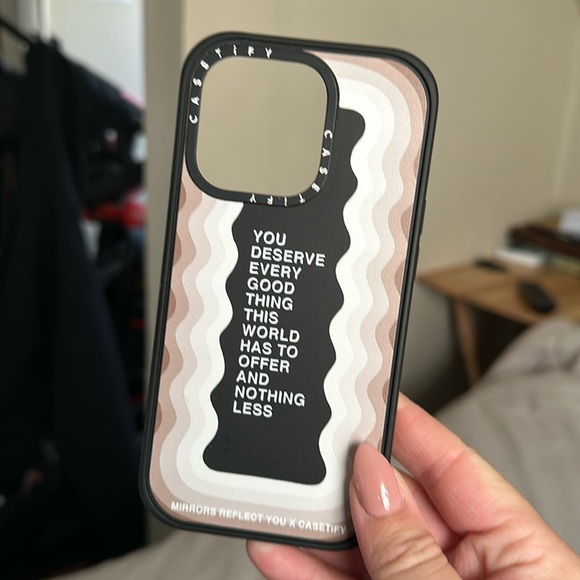 CASETIFY
CASETIFY
CASETIFY
YOU
DESERVE
EVERY
GOOD
THING
THIS
WORLD
HAS TO
OFFER
AND
NOTHING
LESS
MIRRORS REFLECT YOU X CASETIFY